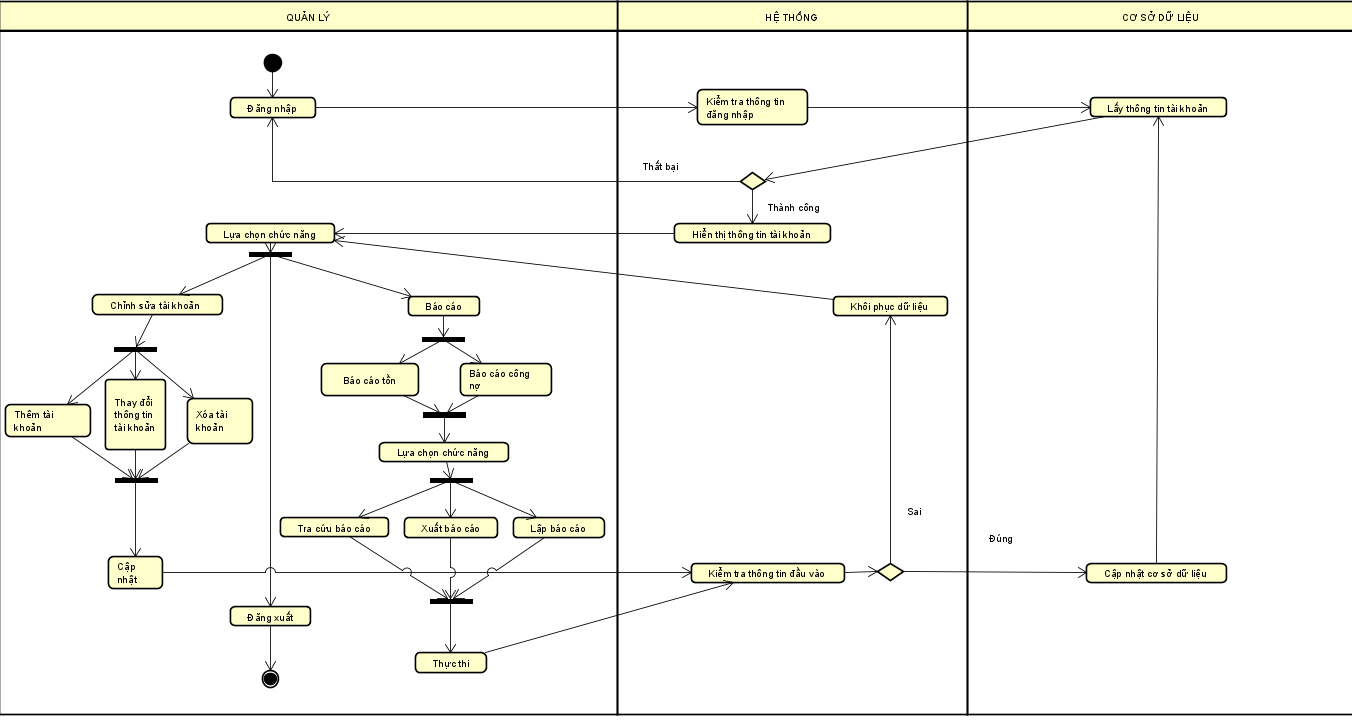 QUẢN LÝ
HỆ THỐNG
CƠ SỞ DỮ LIỆU
Đăng nhập
Kiểm tra thông tin
đăng nhập
Lấy thông tin tài khoản
Thất bại
Thành công
Lựa chọn chức năng
Hiển thị thông tin tài khoản
Chỉnh sửa tài khoản
Báo cáo
Khôi phục dữ liệu
Báo cáo tồn
Báo cáo công
nợ
Thêm tài
khoản
Thay đổi
thông tin
tài khoản
Xóa tài
khoản
Lựa chọn chức năng
Tra cứu báo cáo
Xuất báo cáo
Lập báo cáo
Sai
Đúng
Cập
nhật
Kiểm tra thông tin đầu vào
Cập nhật cơ sở dữ liệu
Đăng xuất
Thực thi